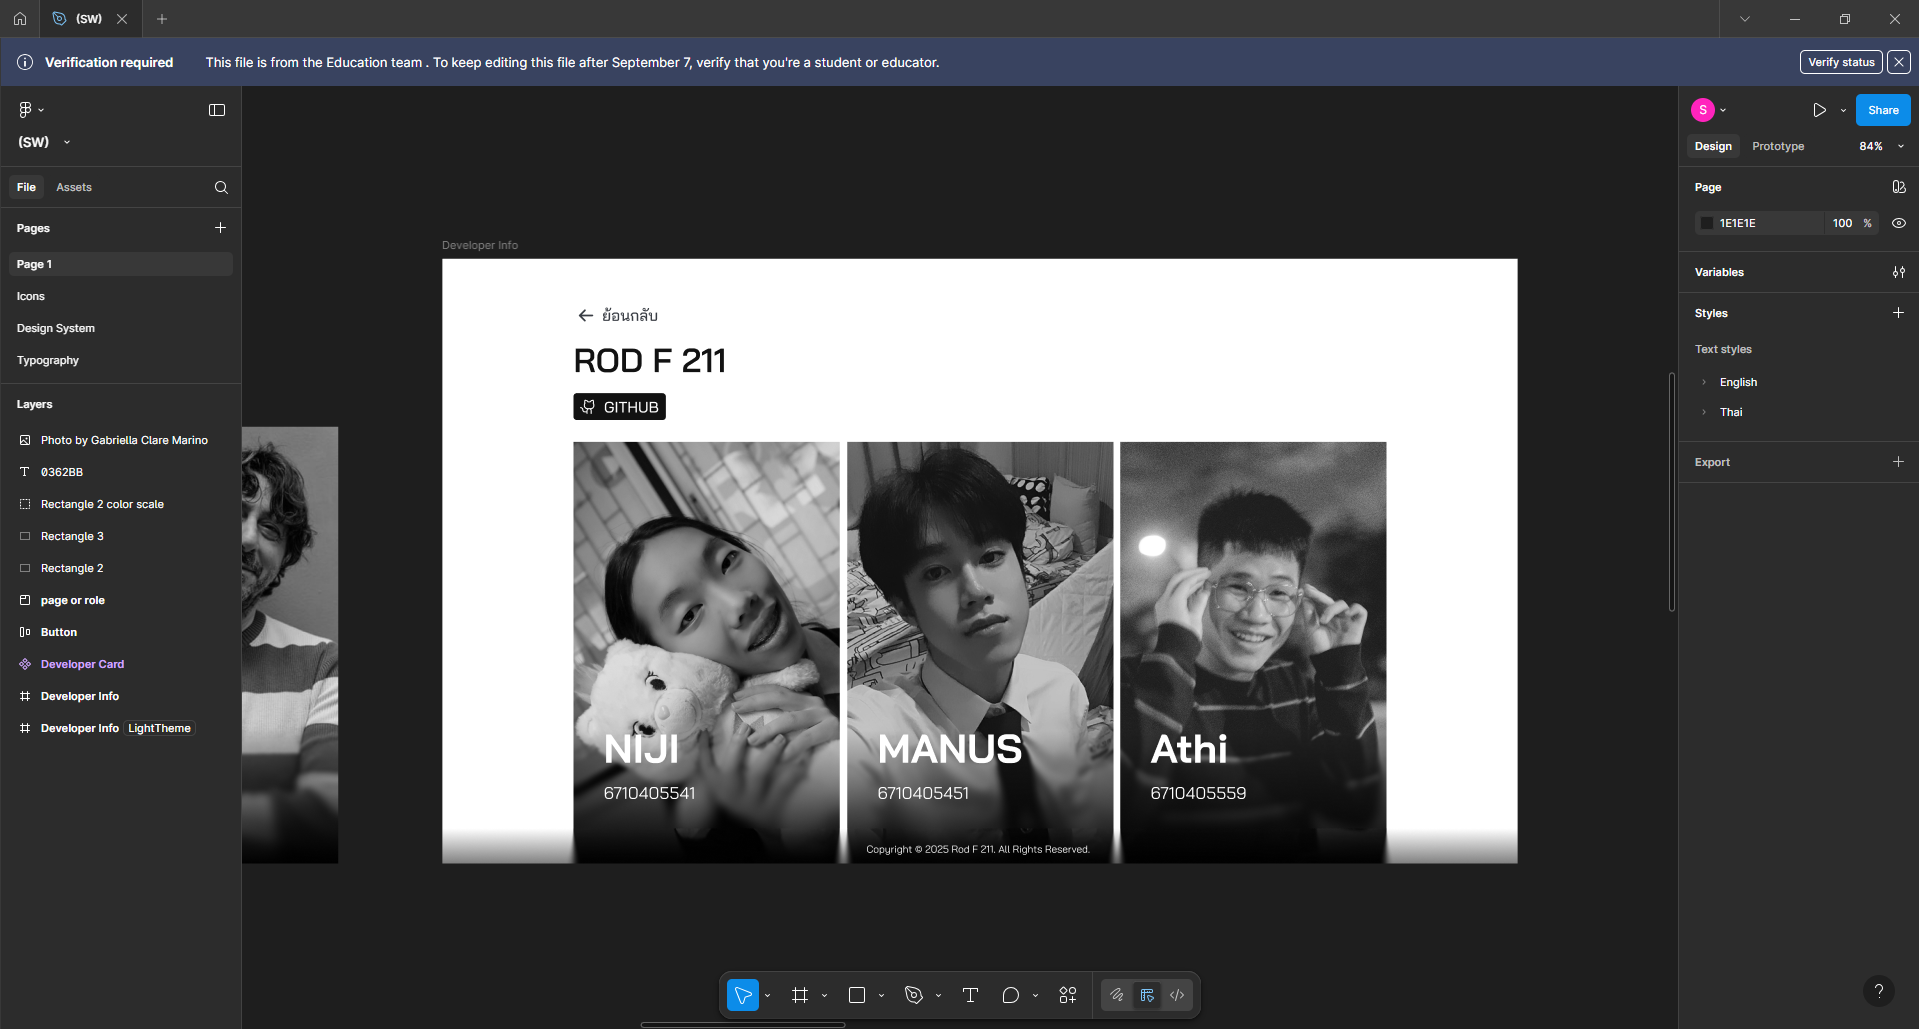 (SW)
Verification required
This file is from the Education team . To keep editing this file after September 7, verify that you're a student or educator.
Verify status
(SW)
File
Assets
Pages
Page 1
Icons
Design System
Typography
Layers
Photo by Gabriella Clare Marino
0362BB
Rectangle 2 color scale
Rectangle 3
Rectangle 2
page or role
Button
Developer Card
Developer Info
Developer Info LightTheme
Developer Info
ย้อนกลับ
ROD F 211
GITHUB
NIJI
6710405541
MANUS
6710405451
Athi
6710405559
Copyright © 2025 Rod F 211. All Rights Reserved.
S
Share
Design
Prototype
84%
Page
1E1E1E
100 %
Variables
Styles
Text styles
English
Thai
Export
?